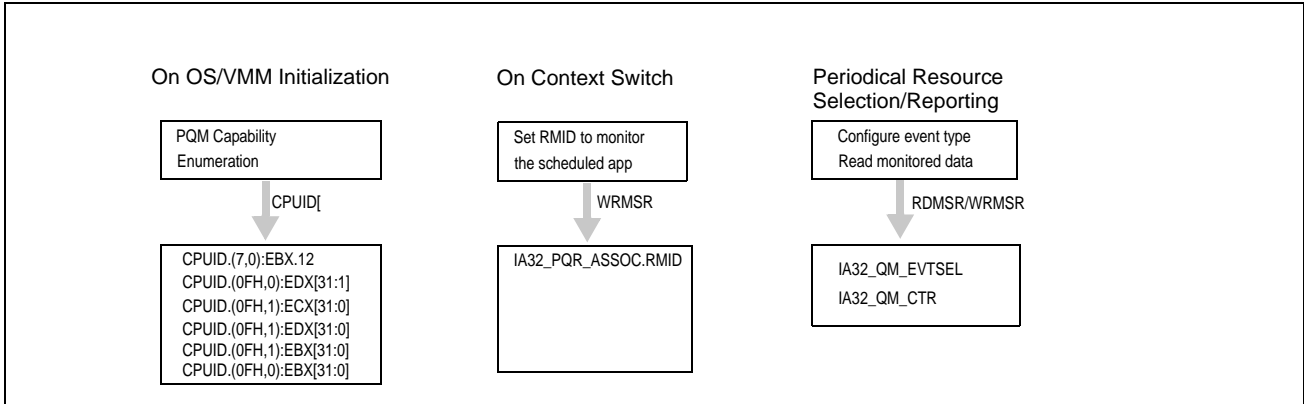 On OS/VMM Initialization
PQM Capability
Enumeration
CPUID[
CPUID.(7,0):EBX.12
CPUID.(0FH,0):EDX[31:1]
CPUID.(0FH,1):ECX[31:0]
CPUID.(0FH,1):EDX[31:0]
CPUID.(0FH,1):EBX[31:0]
CPUID.(0FH,0):EBX[31:0]
On Context Switch
Set RMID to monitor
the scheduled app
WRMSR
IA32_PQR_ASSOC.RMID
Periodical Resource
Selection/Reporting
Configure event type
Read monitored data
RDMSR/WRMSR
IA32_QM_EVTSEL
IA32_QM_CTR